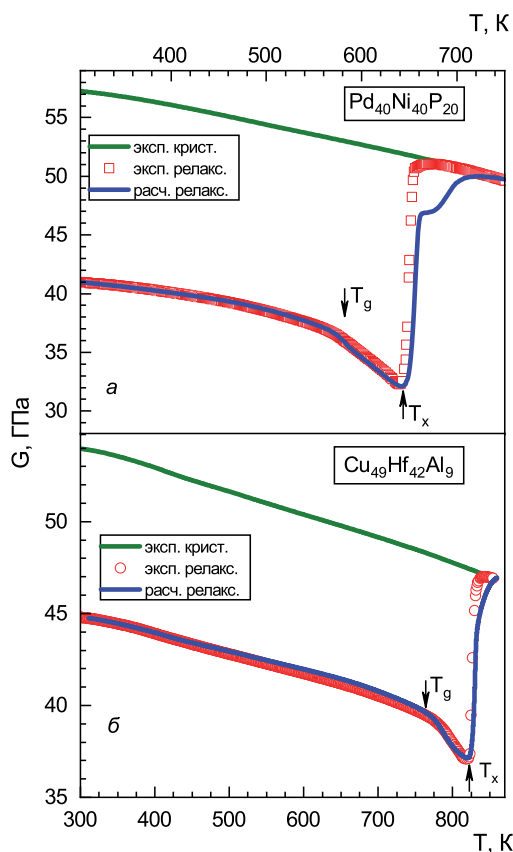 T, К
400 500 600 700
Pd40Ni40P20
55
эксп. крист.
эксп. релакс.
расч. релакс.
50
45
40
Tg
35
а
Tx
30
G, ГПа
Cu49Hf42Al9
эксп. крист.
эксп. релакс.
расч. релакс.
50
45
Tg
40
б
Tx
35
300 400 500 600 700 800
T, К